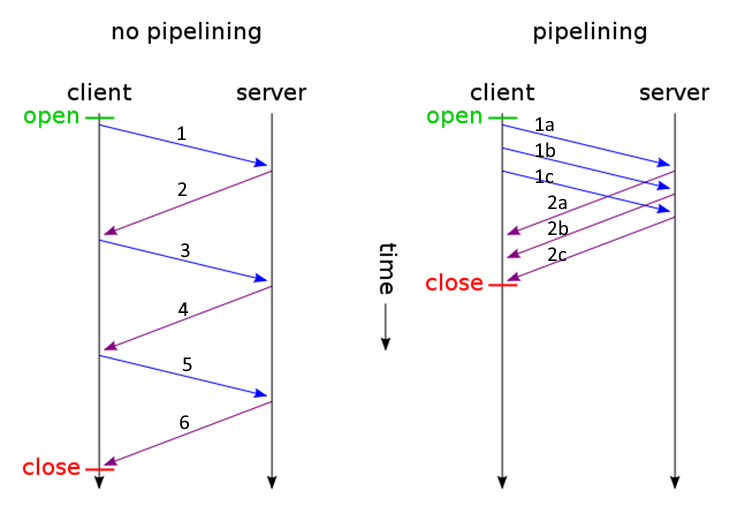 no pipelining
client server
open
1
2
3
4
5
6
close
time
pipelining
client server
open
1a
1b
1c
2a
2b
2c
close